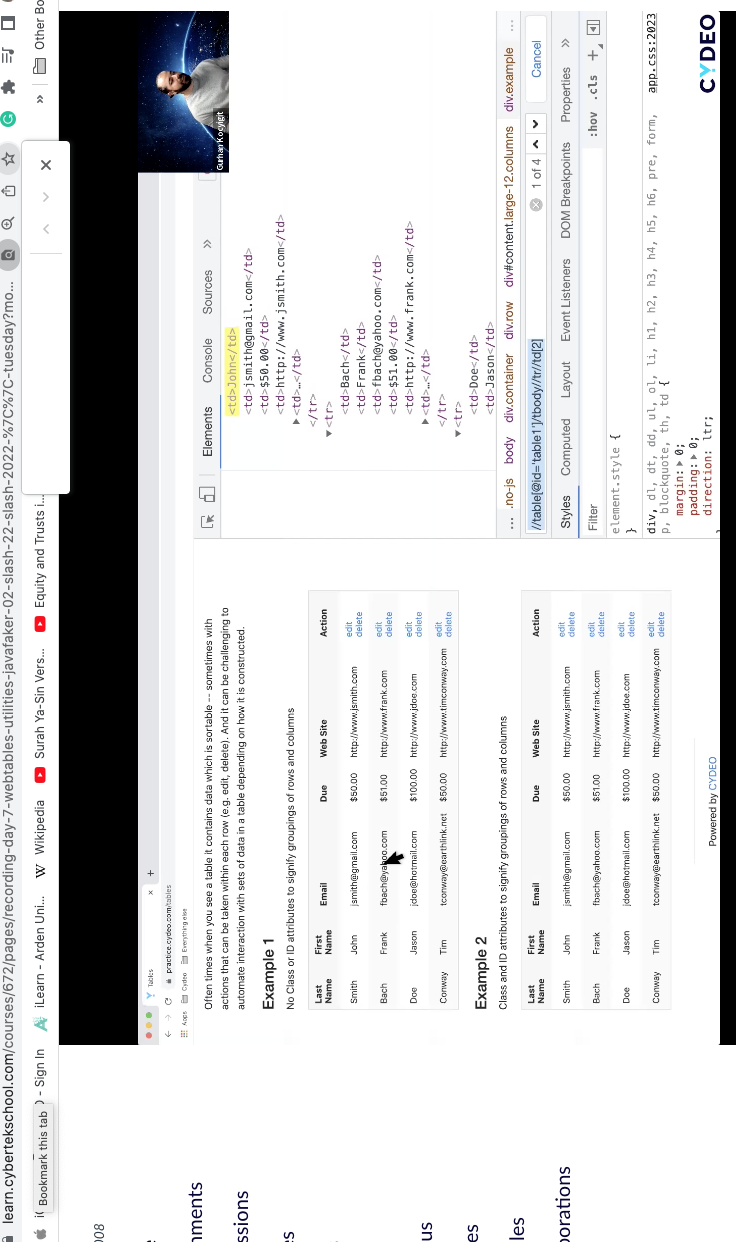 learn.cybertekschool.com/courses/672/pages/recording-day-7-webtables-utilities-javafaker-02-slash-22-slash-2022-%7C%7C-tuesday?mo...
- Sign In
iLearn - Arden Uni...
W Wikipedia
Surah Ya-Sin Vers...
Equity and Trusts i...
»
Other Bo
Bookmark this tab
008
nments
ssions
es
us
es
les
porations
Tables
× +
practice.cydeo.com/tables
Apps
Cydeo
Everything else
Often times when you see a table it contains data which is sortable -- sometimes with
actions that can be taken within each row (e.g. edit, delete). And it can be challenging to
automate interaction with sets of data in a table depending on how it is constructed.
Example 1
No Class or ID attributes to signify groupings of rows and columns
Last Name First Name Email Due Web Site Action
Smith John jsmith@gmail.com $50.00 http://www.jsmith.com edit delete
Bach Frank fbach@yahoo.com $51.00 http://www.frank.com edit delete
Doe Jason jdoe@hotmail.com $100.00 http://www.jdoe.com edit delete
Conway Tim tconway@earthlink.net $50.00 http://www.timconway.com edit delete
Example 2
Class and ID attributes to signify groupings of rows and columns
Last Name First Name Email Due Web Site Action
Smith John jsmith@gmail.com $50.00 http://www.jsmith.com edit delete
Bach Frank fbach@yahoo.com $51.00 http://www.frank.com edit delete
Doe Jason jdoe@hotmail.com $100.00 http://www.jdoe.com edit delete
Conway Tim tconway@earthlink.net $50.00 http://www.timconway.com edit delete
Powered by CYDEO
Elements Console Sources »
<td>John</td>
<td>jsmith@gmail.com</td>
<td>$50.00</td>
<td>http://www.jsmith.com</td>
▶<td>…</td>
</tr>
▼<tr>
<td>Bach</td>
<td>Frank</td>
<td>fbach@yahoo.com</td>
<td>$51.00</td>
<td>http://www.frank.com</td>
▶<td>…</td>
</tr>
▼<tr>
<td>Doe</td>
<td>Jason</td>
... .no-js body div.container div.row div#content.large-12.columns div.example ...
//table[@id='table1']/tbody//tr//td[2]
1 of 4
Cancel
Styles Computed Layout Event Listeners DOM Breakpoints Properties »
Filter
:hov .cls +
element.style {
}
div, dl, dt, dd, ul, ol, li, h1, h2, h3, h4, h5, h6, pre, form, app.css:2023
p, blockquote, th, td {
margin: ▶ 0;
padding: ▶ 0;
direction: ltr;
Gurhan Kocyigit
CYDEO